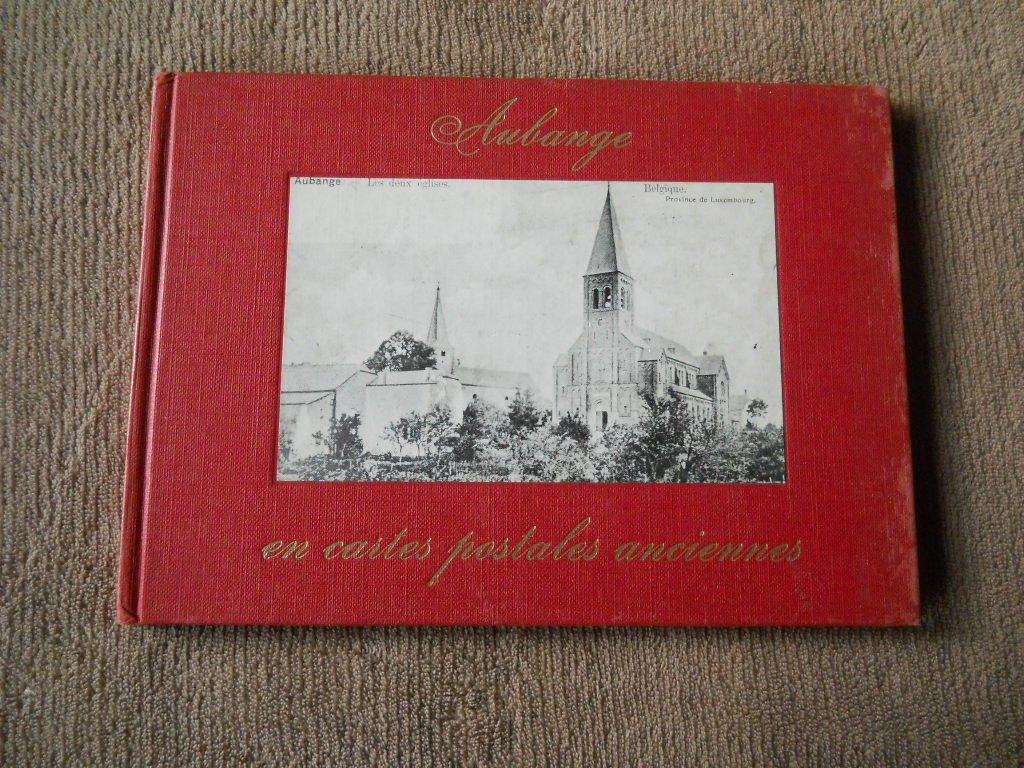 Aubange
Aubange Les deux églises. Belgique.
Province de Luxembourg.
en cartes postales anciennes